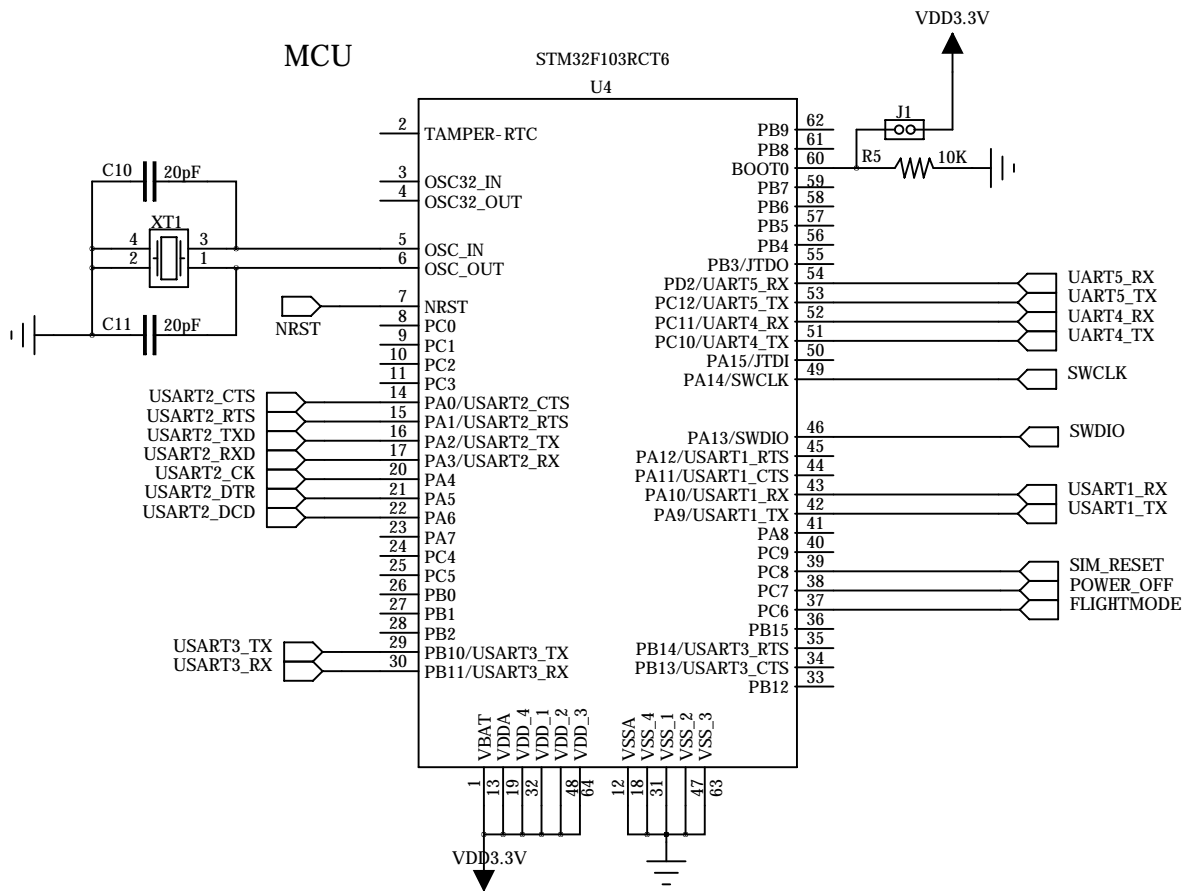 VDD3.3V
MCU
STM32F103RCT6
U4
J1
R5 10K
C10 20pF
XT1
4 3
2 1
C11 20pF
NRST
USART2_CTS
USART2_RTS
USART2_TXD
USART2_RXD
USART2_CK
USART2_DTR
USART2_DCD
USART3_TX
USART3_RX
2 TAMPER-RTC
3 OSC32_IN
4 OSC32_OUT
5 OSC_IN
6 OSC_OUT
7 NRST
8 PC0
9 PC1
10 PC2
11 PC3
14 PA0/USART2_CTS
15 PA1/USART2_RTS
16 PA2/USART2_TX
17 PA3/USART2_RX
20 PA4
21 PA5
22 PA6
23 PA7
24 PC4
25 PC5
26 PB0
27 PB1
28 PB2
29 PB10/USART3_TX
30 PB11/USART3_RX
PB9 62
PB8 61
BOOT0 60
PB7 59
PB6 58
PB5 57
PB4 56
PB3/JTDO 55
PD2/UART5_RX 54 UART5_RX
PC12/UART5_TX 53 UART5_TX
PC11/UART4_RX 52 UART4_RX
PC10/UART4_TX 51 UART4_TX
PA15/JTDI 50
PA14/SWCLK 49 SWCLK
PA13/SWDIO 46 SWDIO
PA12/USART1_RTS 45
PA11/USART1_CTS 44
PA10/USART1_RX 43 USART1_RX
PA9/USART1_TX 42 USART1_TX
PA8 41
PC9 40
PC8 39 SIM_RESET
PC7 38 POWER_OFF
PC6 37 FLIGHTMODE
PB15 36
PB14/USART3_RTS 35
PB13/USART3_CTS 34
PB12 33
VBAT 1
VDDA 13
VDD_4 19
VDD_1 32
VDD_2 48
VDD_3 64
VSSA 12
VSS_4 18
VSS_1 31
VSS_2 47
VSS_3 63
VDD3.3V